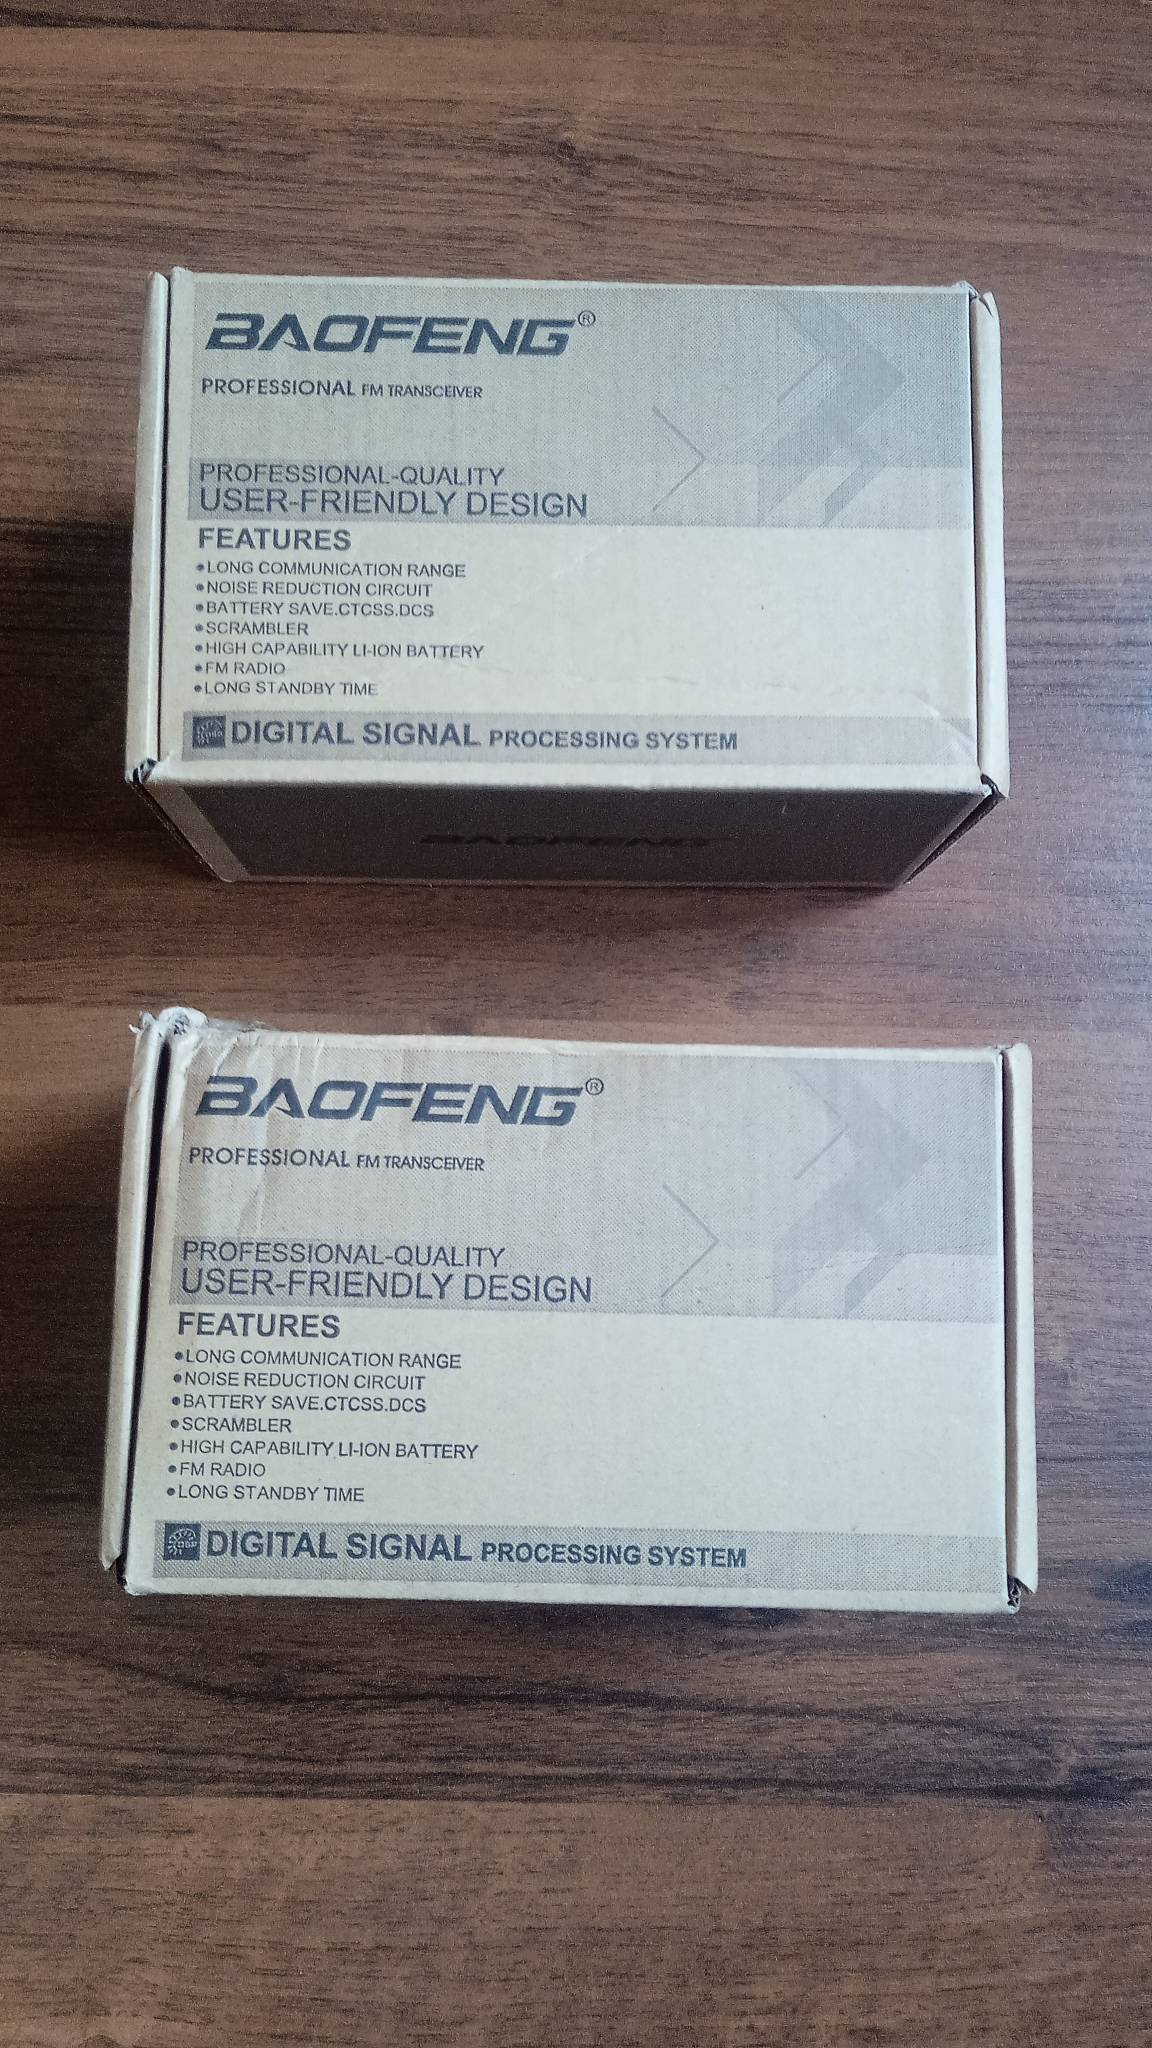 BAOFENG®
PROFESSIONAL FM TRANSCEIVER
PROFESSIONAL-QUALITY
USER-FRIENDLY DESIGN
FEATURES
•LONG COMMUNICATION RANGE
•NOISE REDUCTION CIRCUIT
•BATTERY SAVE.CTCSS.DCS
•SCRAMBLER
•HIGH CAPABILITY LI-ION BATTERY
•FM RADIO
•LONG STANDBY TIME
DIGITAL SIGNAL PROCESSING SYSTEM
BAOFENG
BAOFENG®
PROFESSIONAL FM TRANSCEIVER
PROFESSIONAL-QUALITY
USER-FRIENDLY DESIGN
FEATURES
•LONG COMMUNICATION RANGE
•NOISE REDUCTION CIRCUIT
•BATTERY SAVE.CTCSS.DCS
•SCRAMBLER
•HIGH CAPABILITY LI-ION BATTERY
•FM RADIO
•LONG STANDBY TIME
DIGITAL SIGNAL PROCESSING SYSTEM